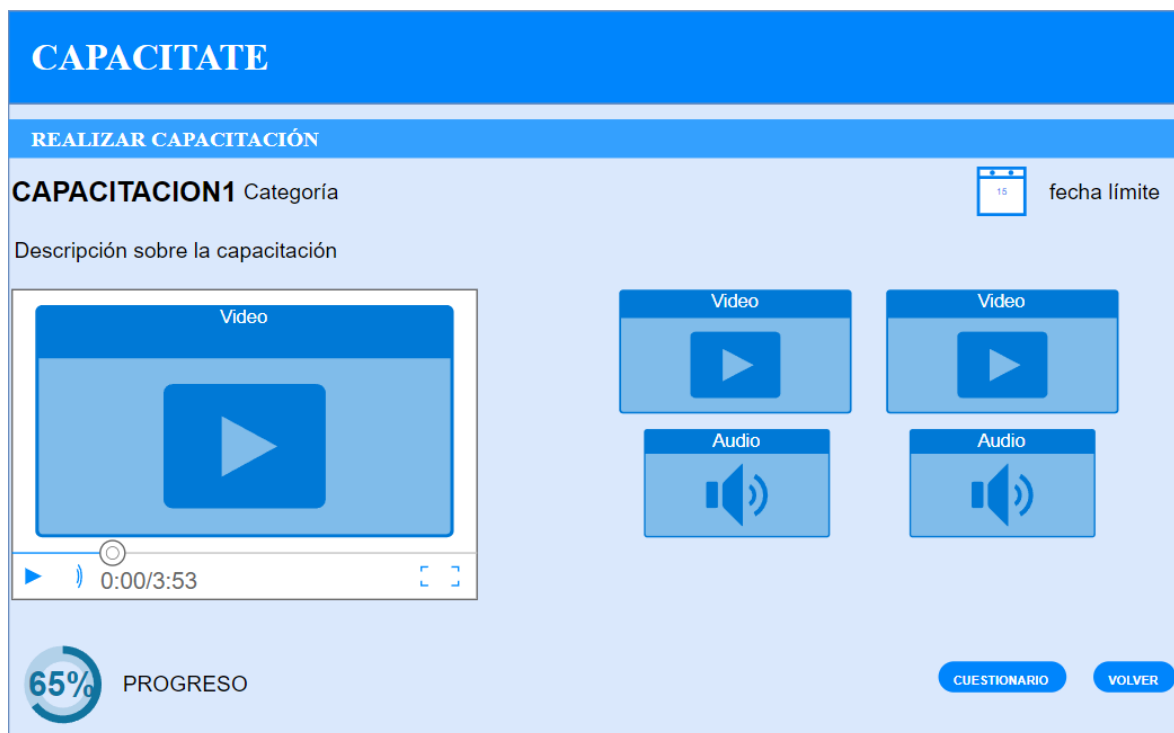 CAPACITATE
REALIZAR CAPACITACIÓN
CAPACITACION1 Categoría
15
fecha límite
Descripción sobre la capacitación
Video
Video
Video
Audio
Audio
0:00/3:53
65%
PROGRESO
CUESTIONARIO
VOLVER